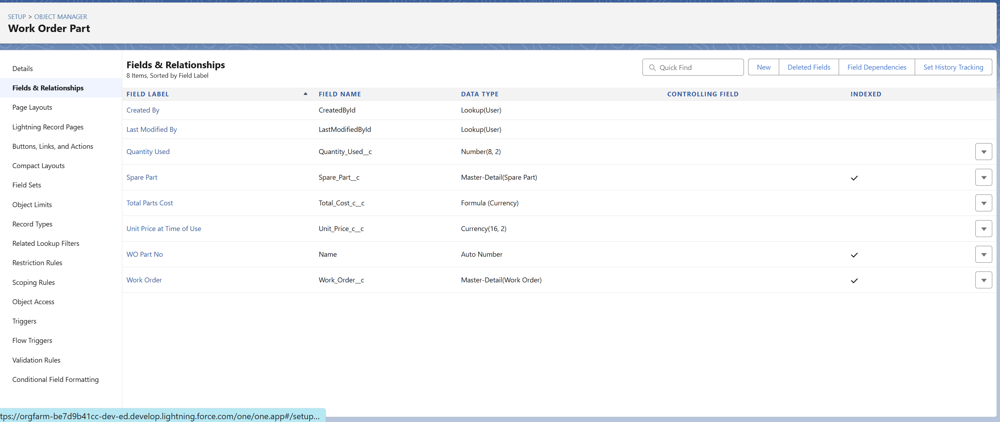 SETUP > OBJECT MANAGER
Work Order Part
Details
Fields & Relationships
Page Layouts
Lightning Record Pages
Buttons, Links, and Actions
Compact Layouts
Field Sets
Object Limits
Record Types
Related Lookup Filters
Restriction Rules
Scoping Rules
Object Access
Triggers
Flow Triggers
Validation Rules
Conditional Field Formatting
Fields & Relationships
8 Items, Sorted by Field Label
Quick Find
New Deleted Fields Field Dependencies Set History Tracking
FIELD LABEL FIELD NAME DATA TYPE CONTROLLING FIELD INDEXED
Created By CreatedById Lookup(User)
Last Modified By LastModifiedById Lookup(User)
Quantity Used Quantity_Used__c Number(8, 2)
Spare Part Spare_Part__c Master-Detail(Spare Part)
Total Parts Cost Total_Cost_c__c Formula (Currency)
Unit Price at Time of Use Unit_Price_c__c Currency(16, 2)
WO Part No Name Auto Number
Work Order Work_Order__c Master-Detail(Work Order)
tps://orgfarm-be7d9b41cc-dev-ed.develop.lightning.force.com/one/one.app#/setup...